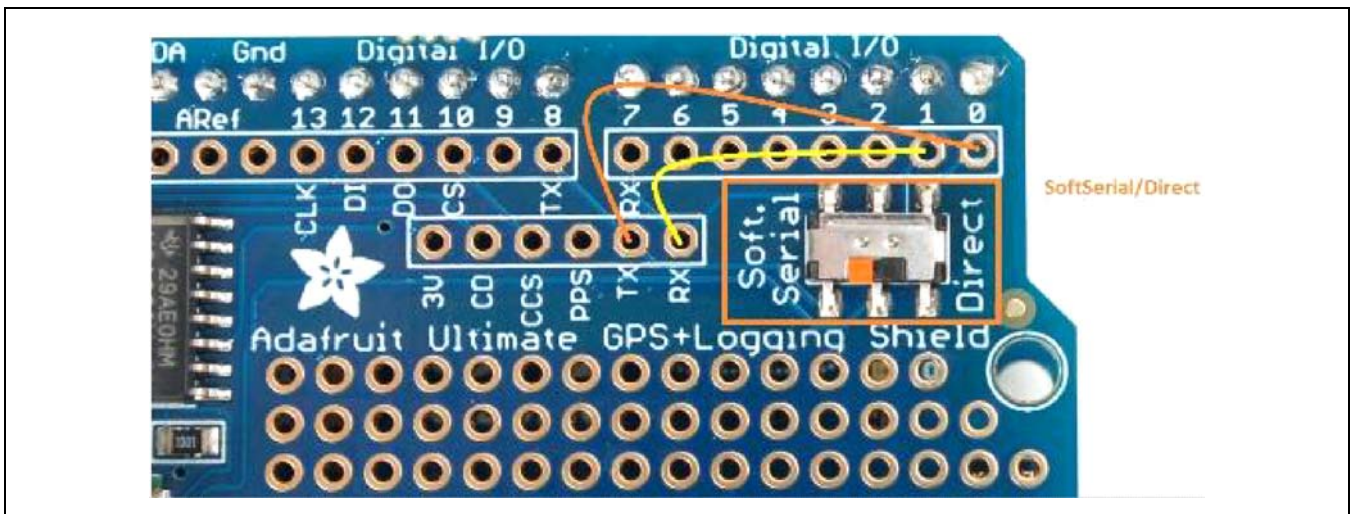 DA Gnd Digital I/O Digital I/O
ARef 13 12 11 10 9 8 7 6 5 4 3 2 1 0
CLK DI DO CS TX RX
SoftSerial/Direct
Soft.
Serial
Direct
3V CD CCS PPS TX RX
29AE0HM
Adafruit Ultimate GPS+Logging Shield